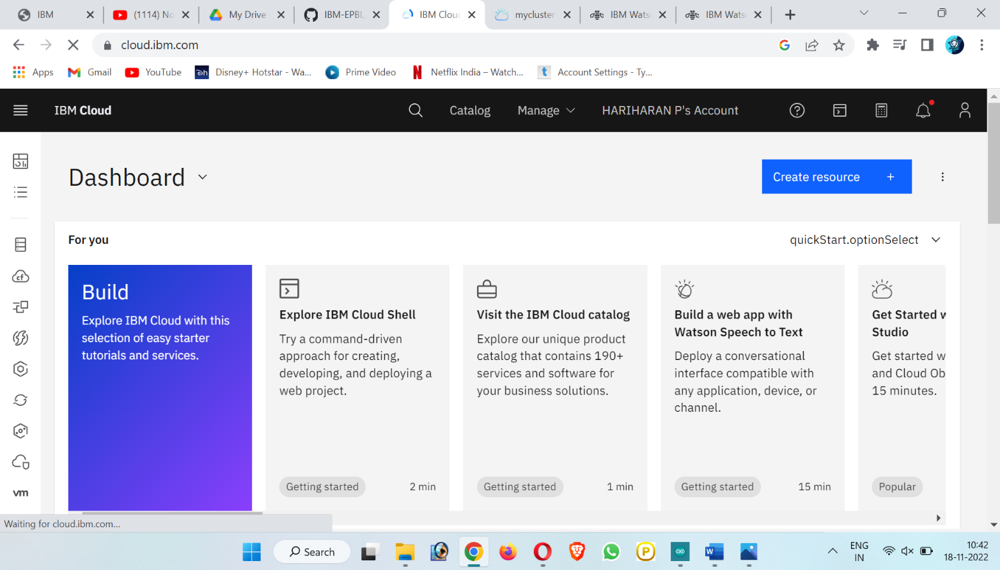 IBM
(1114) No
My Drive
IBM-EPBL
IBM Clou
mycluster
IBM Wats
IBM Wats
cloud.ibm.com
Apps
Gmail
YouTube
Disney+ Hotstar - Wa...
Prime Video
Netflix India – Watch...
Account Settings - Ty...
IBM Cloud
Catalog
Manage
HARIHARAN P's Account
Dashboard
Create resource +
For you
quickStart.optionSelect
Build
Explore IBM Cloud with this
selection of easy starter
tutorials and services.
Explore IBM Cloud Shell
Try a command-driven
approach for creating,
developing, and deploying a
web project.
Getting started
2 min
Visit the IBM Cloud catalog
Explore our unique product
catalog that contains 190+
services and software for
your business solutions.
Getting started
1 min
Build a web app with
Watson Speech to Text
Deploy a conversational
interface compatible with
any application, device, or
channel.
Getting started
15 min
Get Started w
Studio
Get started w
and Cloud Ob
15 minutes.
Popular
vm
Waiting for cloud.ibm.com...
Search
ENG
IN
10:42
18-11-2022